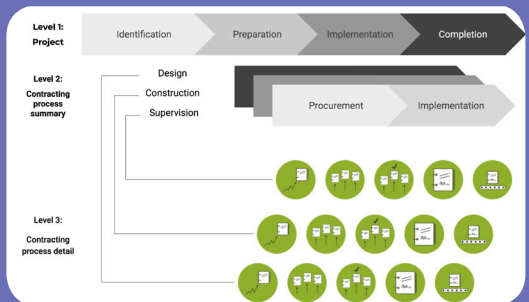 Level 1:
Project
Identification
Preparation
Implementation
Completion
Level 2:
Contracting
process
summary
Design
Construction
Supervision
Procurement
Implementation
Level 3:
Contracting
process detail